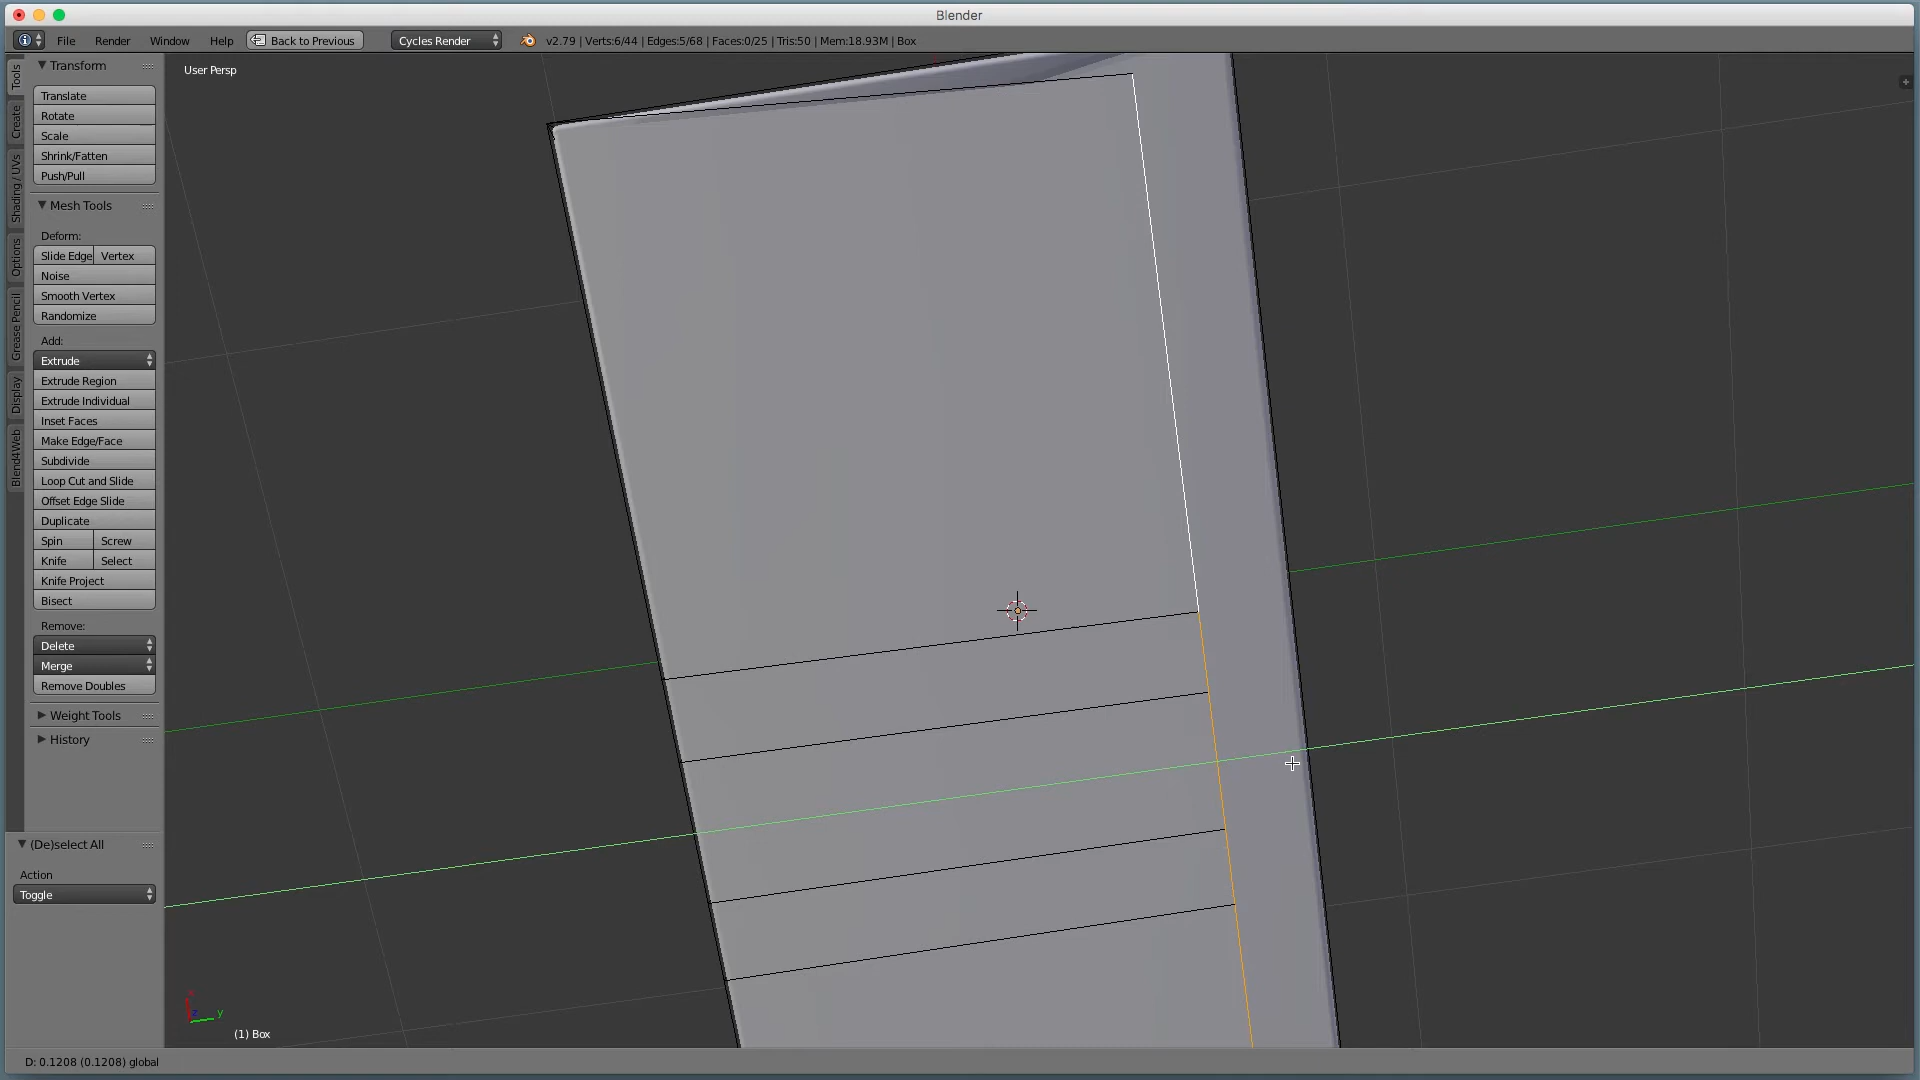 Blender
File Render Window Help Back to Previous Cycles Render v2.79 | Verts:6/44 | Edges:5/68 | Faces:0/25 | Tris:50 | Mem:18.93M | Box
Tools
Create
Shading / UVs
Options
Grease Pencil
Display
Blend4Web
Transform
Translate
Rotate
Scale
Shrink/Fatten
Push/Pull
Mesh Tools
Deform:
Slide Edge Vertex
Noise
Smooth Vertex
Randomize
Add:
Extrude
Extrude Region
Extrude Individual
Inset Faces
Make Edge/Face
Subdivide
Loop Cut and Slide
Offset Edge Slide
Duplicate
Spin Screw
Knife Select
Knife Project
Bisect
Remove:
Delete
Merge
Remove Doubles
Weight Tools
History
(De)select All
Action
Toggle
User Persp
z y
(1) Box
D: 0.1208 (0.1208) global